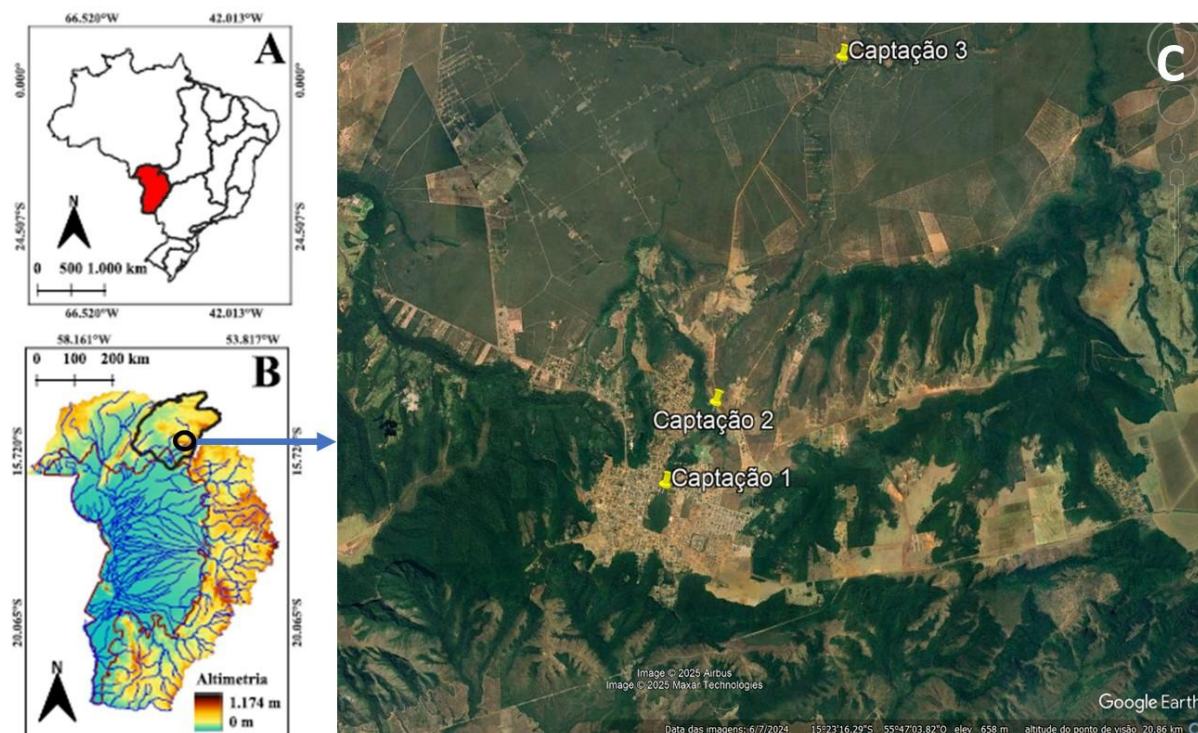 66.520°W 42.013°W
A
0.000°
0.000°
24.507°S
24.507°S
N
0 500 1.000 km
66.520°W 42.013°W
58.161°W 53.817°W
0 100 200 km
B
15.720°S
15.720°S
20.065°S
20.065°S
N
Altimetria
1.174 m
0 m
C
Captação 3
Captação 2
Captação 1
Image © 2025 Airbus
Image © 2025 Maxar Technologies
Google Earth
Data das imagens: 6/7/2024 15°23'16.29"S 55°47'03.82"O elev 658 m altitude do ponto de visão 20.86 km